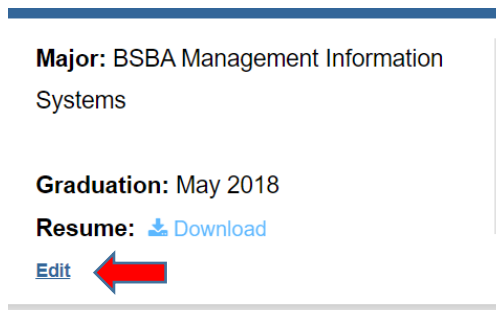 Major: BSBA Management Information
Systems
Graduation: May 2018
Resume: Download
Edit